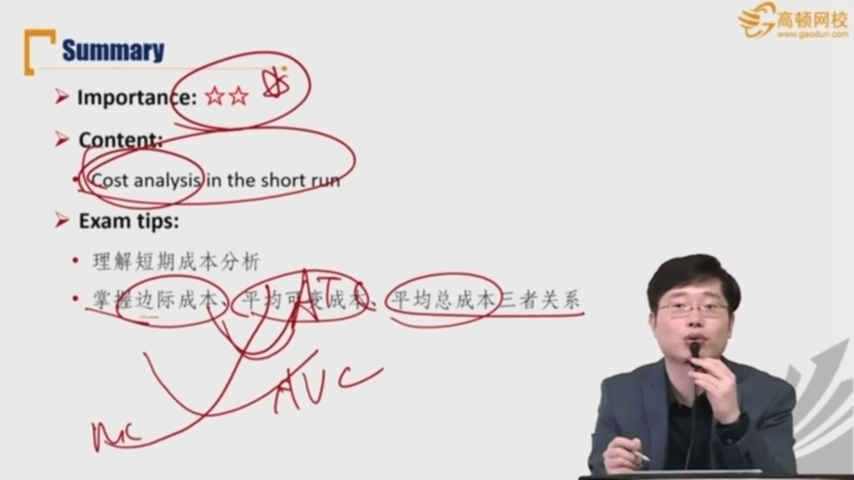 高顿网校
www.gaodun.com
Summary
➤ Importance: ☆☆ ☆
➤ Content:
• Cost analysis in the short run
➤ Exam tips:
• 理解短期成本分析
• 掌握边际成本、平均可变成本、平均总成本三者关系
ATC
AVC
MC